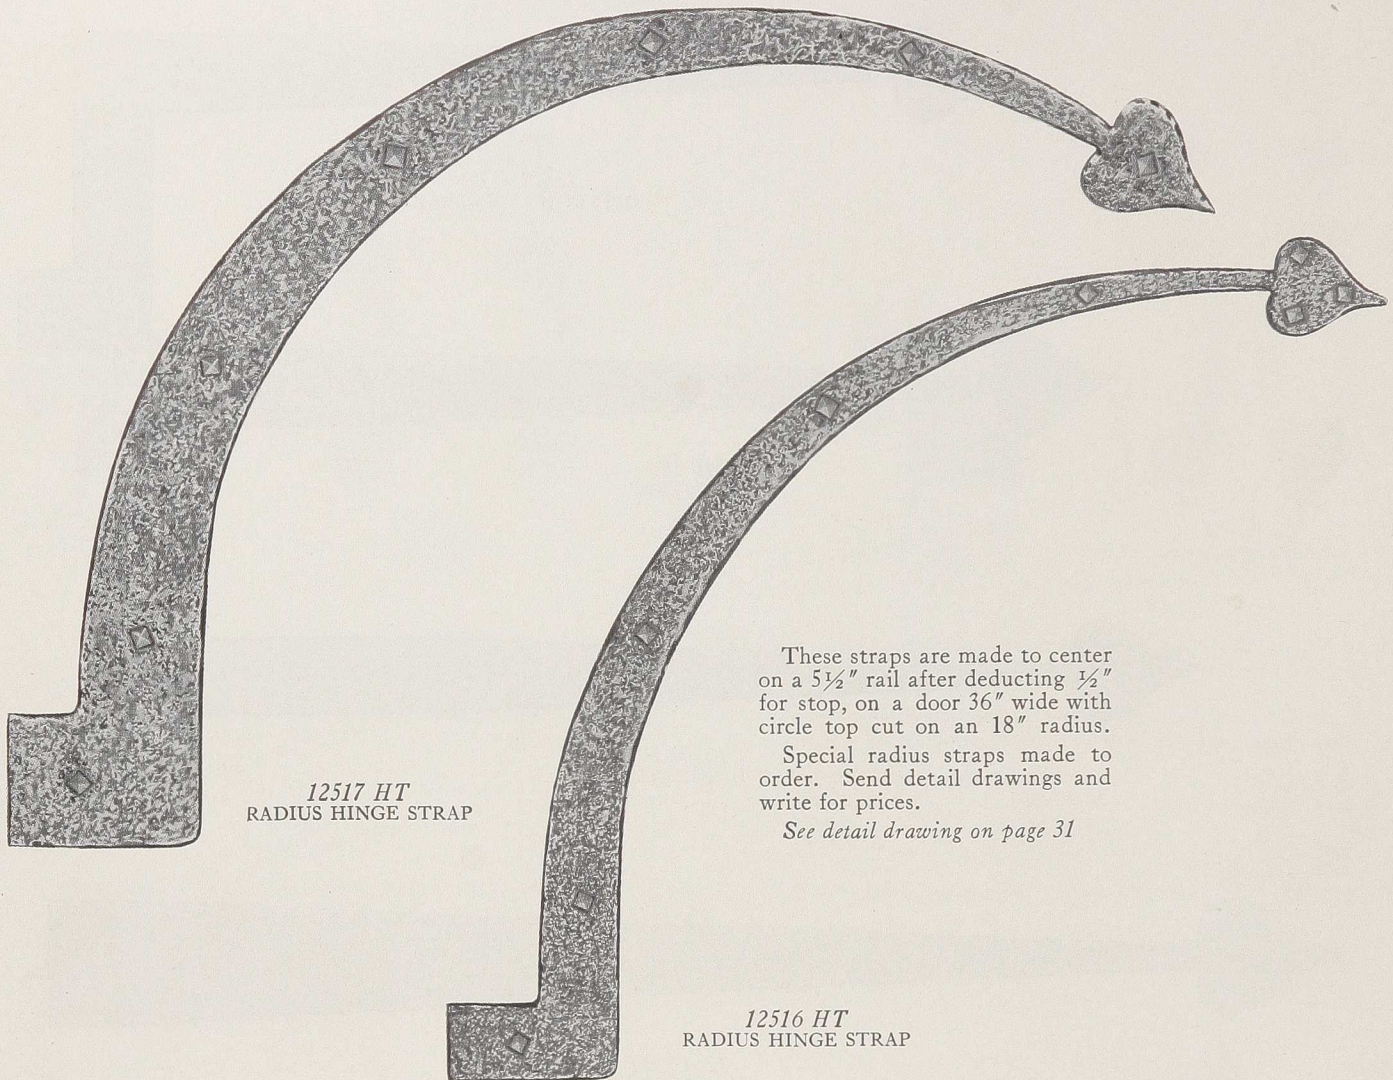 These straps are made to center
on a 5½″ rail after deducting ½″
for stop, on a door 36″ wide with
circle top cut on an 18″ radius.
Special radius straps made to
order. Send detail drawings and
write for prices.
See detail drawing on page 31
12517 HT
RADIUS HINGE STRAP
12516 HT
RADIUS HINGE STRAP